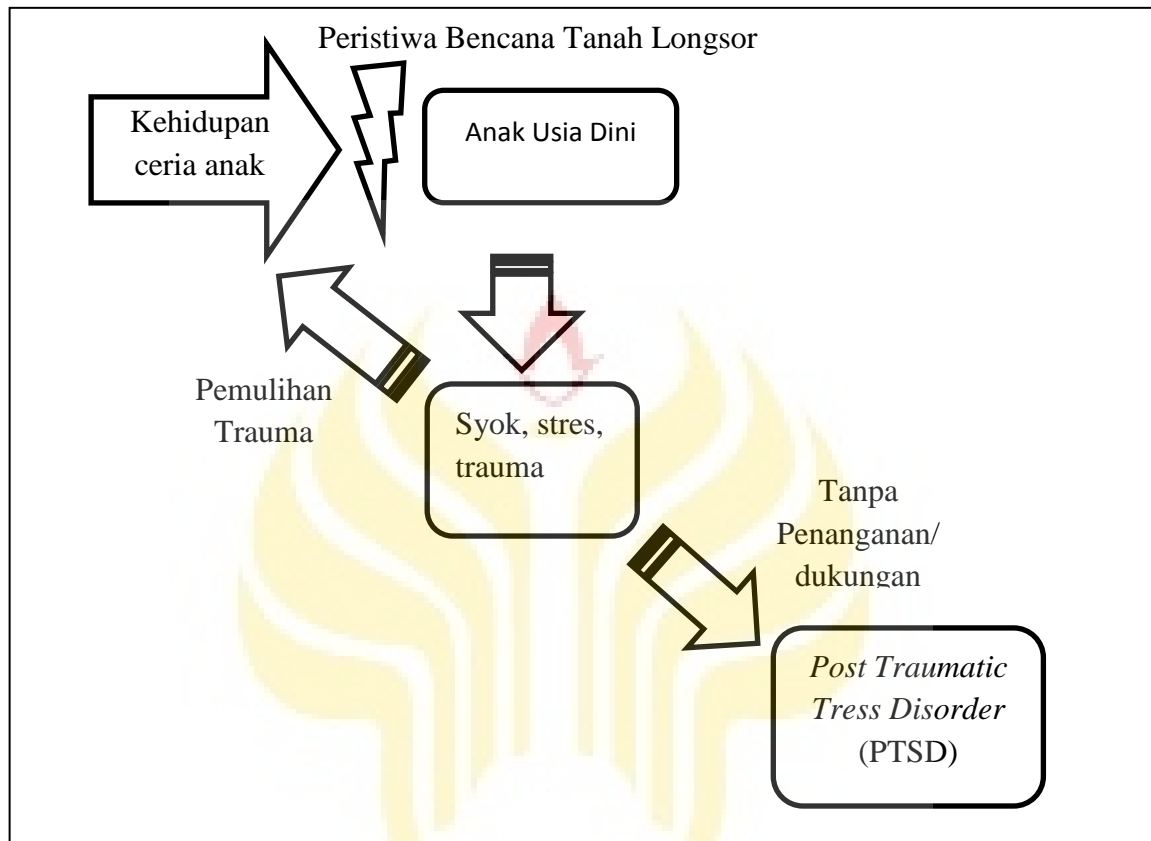 Peristiwa Bencana Tanah Longsor
Kehidupan
ceria anak
Anak Usia Dini
Pemulihan
Trauma
Syok, stres,
trauma
Tanpa
Penanganan/
dukungan
Post Traumatic
Tress Disorder
(PTSD)